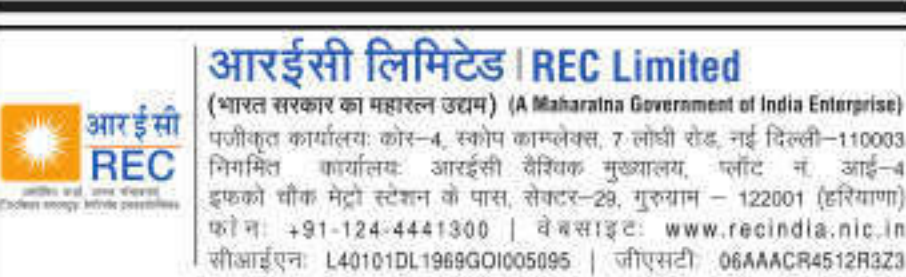 आरईसी लिमिटेड | REC Limited
(भारत सरकार का महारत्न उद्यम) (A Maharatna Government of India Enterprise)
आर ई सी
REC
पंजीकृत कार्यालय: कोर–4, स्कोप काम्प्लेक्स, 7 लोधी रोड, नई दिल्ली–110003
निगमित कार्यालय: आरईसी वैश्विक मुख्यालय, प्लॉट नं. आई–4
इफको चौक मेट्रो स्टेशन के पास, सेक्टर–29, गुरुग्राम – 122001 (हरियाणा)
फोन: +91-124-4441300 | वेबसाइट: www.recindia.nic.in
सीआईएन: L40101DL1969GOI005095 | जीएसटी: 06AAACR4512R3Z3